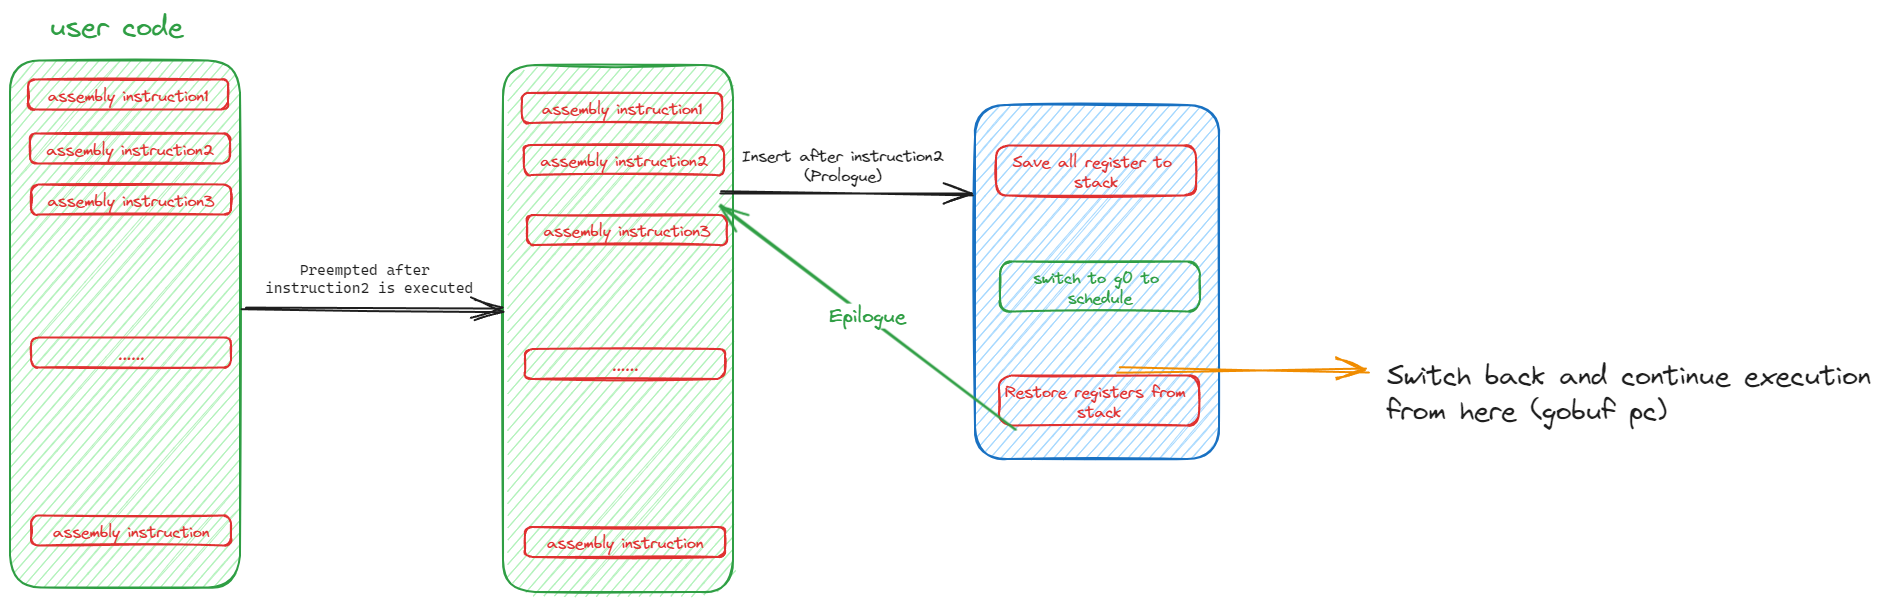 user code
assembly instruction1
assembly instruction2
assembly instruction3
......
assembly instruction
Preempted after
instruction2 is executed
assembly instruction1
assembly instruction2
assembly instruction3
......
assembly instruction
Insert after instruction2
(Prologue)
Epilogue
Save all register to
stack
switch to g0 to
schedule
Restore registers from
stack
Switch back and continue execution
from here (gobuf pc)